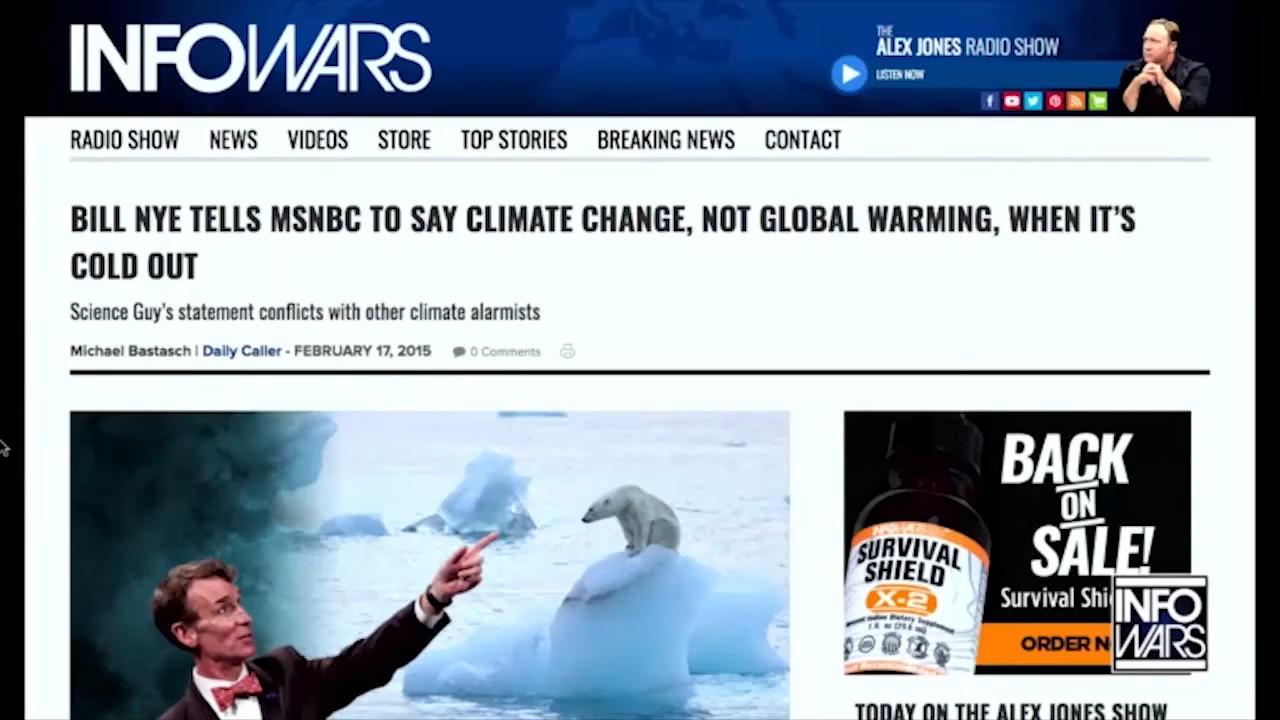 INFOWARS
THE
ALEX JONES RADIO SHOW
LISTEN NOW
RADIO SHOW NEWS VIDEOS STORE TOP STORIES BREAKING NEWS CONTACT
BILL NYE TELLS MSNBC TO SAY CLIMATE CHANGE, NOT GLOBAL WARMING, WHEN IT'S
COLD OUT
Science Guy's statement conflicts with other climate alarmists
Michael Bastasch | Daily Caller - FEBRUARY 17, 2015 0 Comments
BACK
ON
SALE!
SURVIVAL
SHIELD
X-2
Survival Shi
ORDER N
INFO
WARS
TODAY ON THE ALEX JONES SHOW